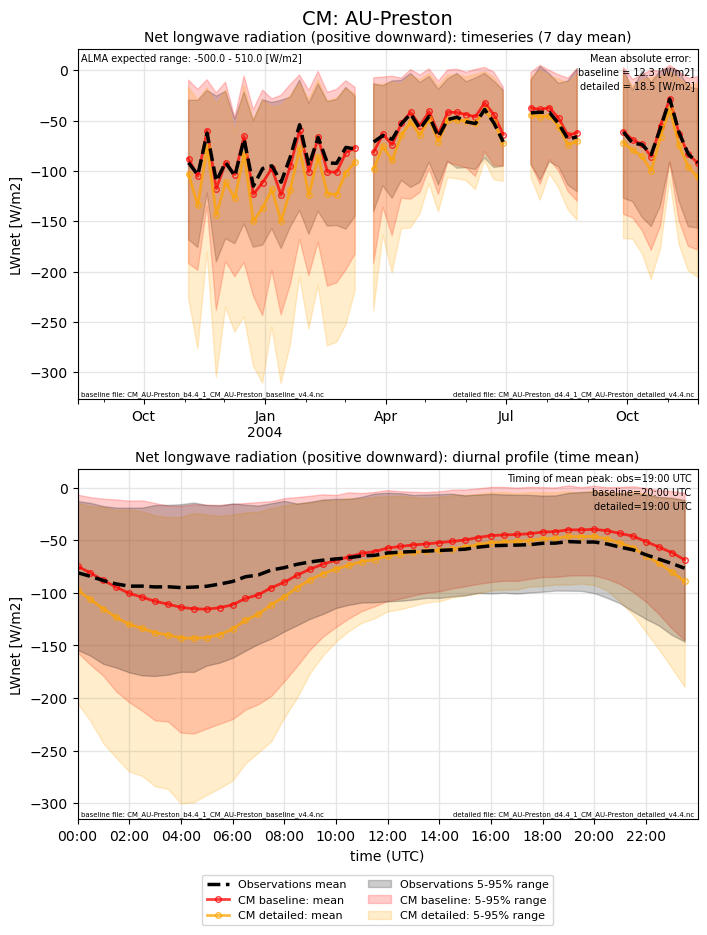 CM: AU-Preston
Net longwave radiation (positive downward): timeseries (7 day mean)
ALMA expected range: -500.0 - 510.0 [W/m2]
Mean absolute error:
baseline = 12.3 [W/m2]
detailed = 18.5 [W/m2]
0
−50
−100
−150
−200
−250
−300
LWnet [W/m2]
baseline file: CM_AU-Preston_b4.4_1_CM_AU-Preston_baseline_v4.4.nc
detailed file: CM_AU-Preston_d4.4_1_CM_AU-Preston_detailed_v4.4.nc
Oct Jan Apr Jul Oct
2004
Net longwave radiation (positive downward): diurnal profile (time mean)
Timing of mean peak: obs=19:00 UTC
baseline=20:00 UTC
detailed=19:00 UTC
0
−50
−100
−150
−200
−250
−300
LWnet [W/m2]
baseline file: CM_AU-Preston_b4.4_1_CM_AU-Preston_baseline_v4.4.nc
detailed file: CM_AU-Preston_d4.4_1_CM_AU-Preston_detailed_v4.4.nc
00:00 02:00 04:00 06:00 08:00 10:00 12:00 14:00 16:00 18:00 20:00 22:00
time (UTC)
Observations mean
CM baseline: mean
CM detailed: mean
Observations 5-95% range
CM baseline: 5-95% range
CM detailed: 5-95% range